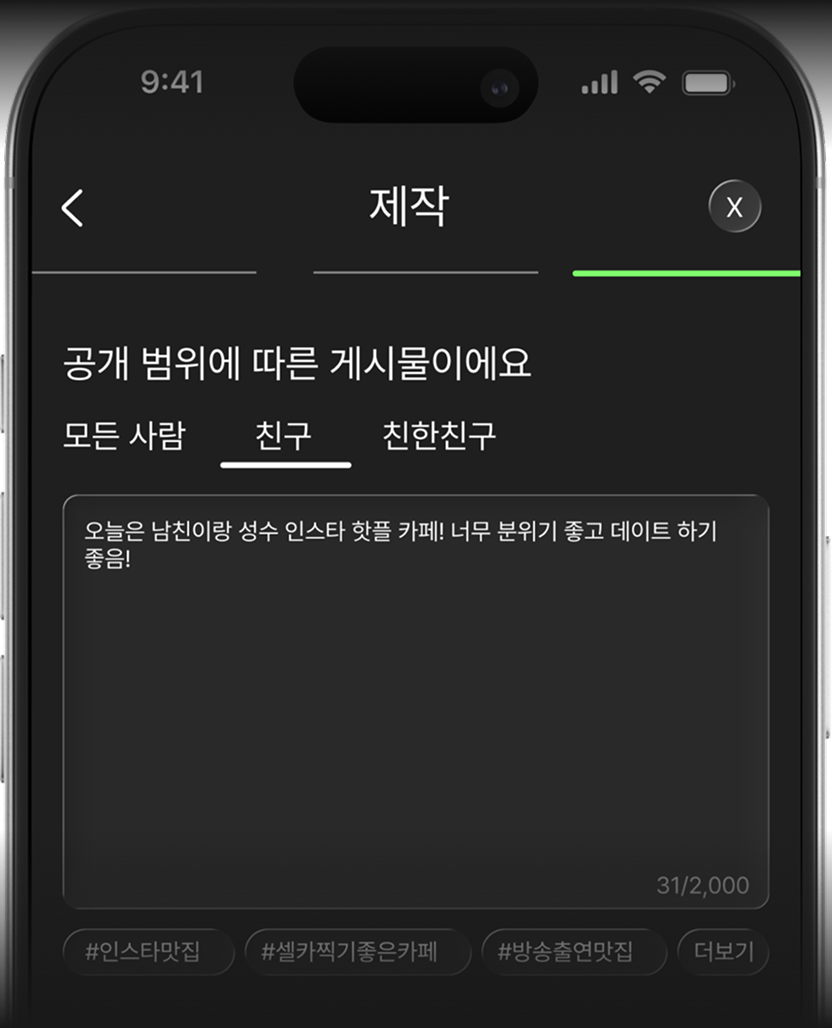 9:41
제작
X
공개 범위에 따른 게시물이에요
모든 사람 친구 친한친구
오늘은 남친이랑 성수 인스타 핫플 카페! 너무 분위기 좋고 데이트 하기
좋음!
31/2,000
#인스타맛집 #셀카찍기좋은카페 #방송출연맛집 더보기